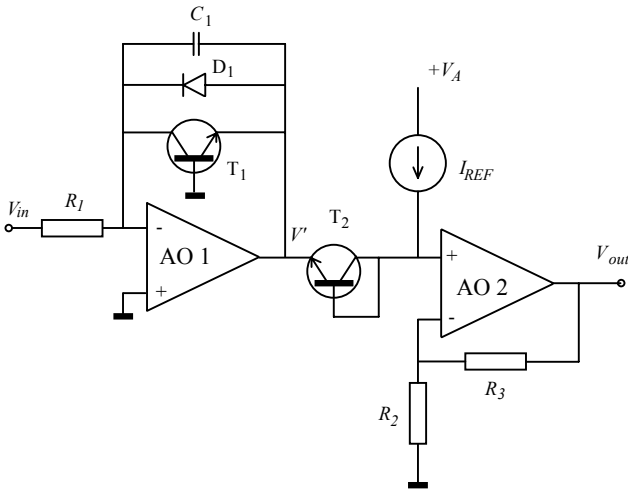 C1
D1
+VA
T1
IREF
R1
Vin
T2
-
V'
AO 1
+
+
Vout
AO 2
-
R3
R2